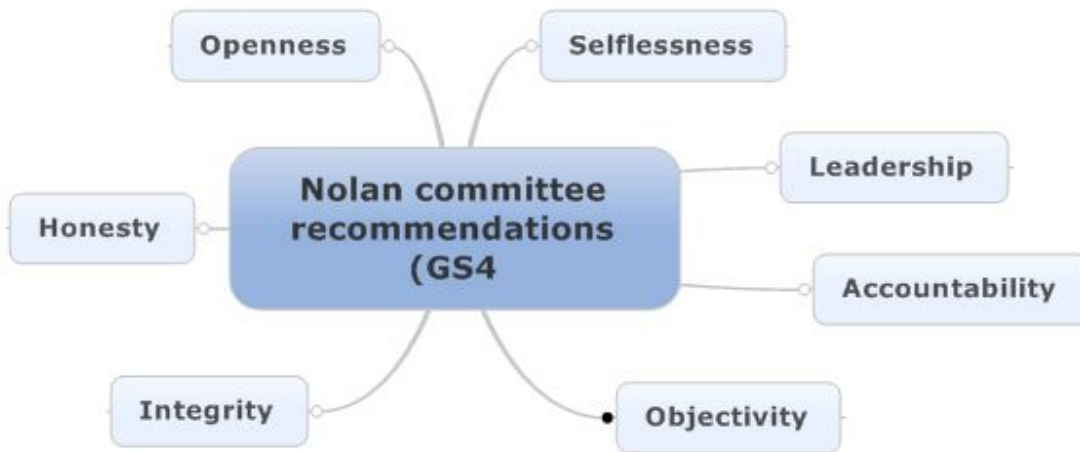 Openness
Selflessness
Nolan committee
recommendations
(GS4
Leadership
Honesty
Accountability
Integrity
Objectivity